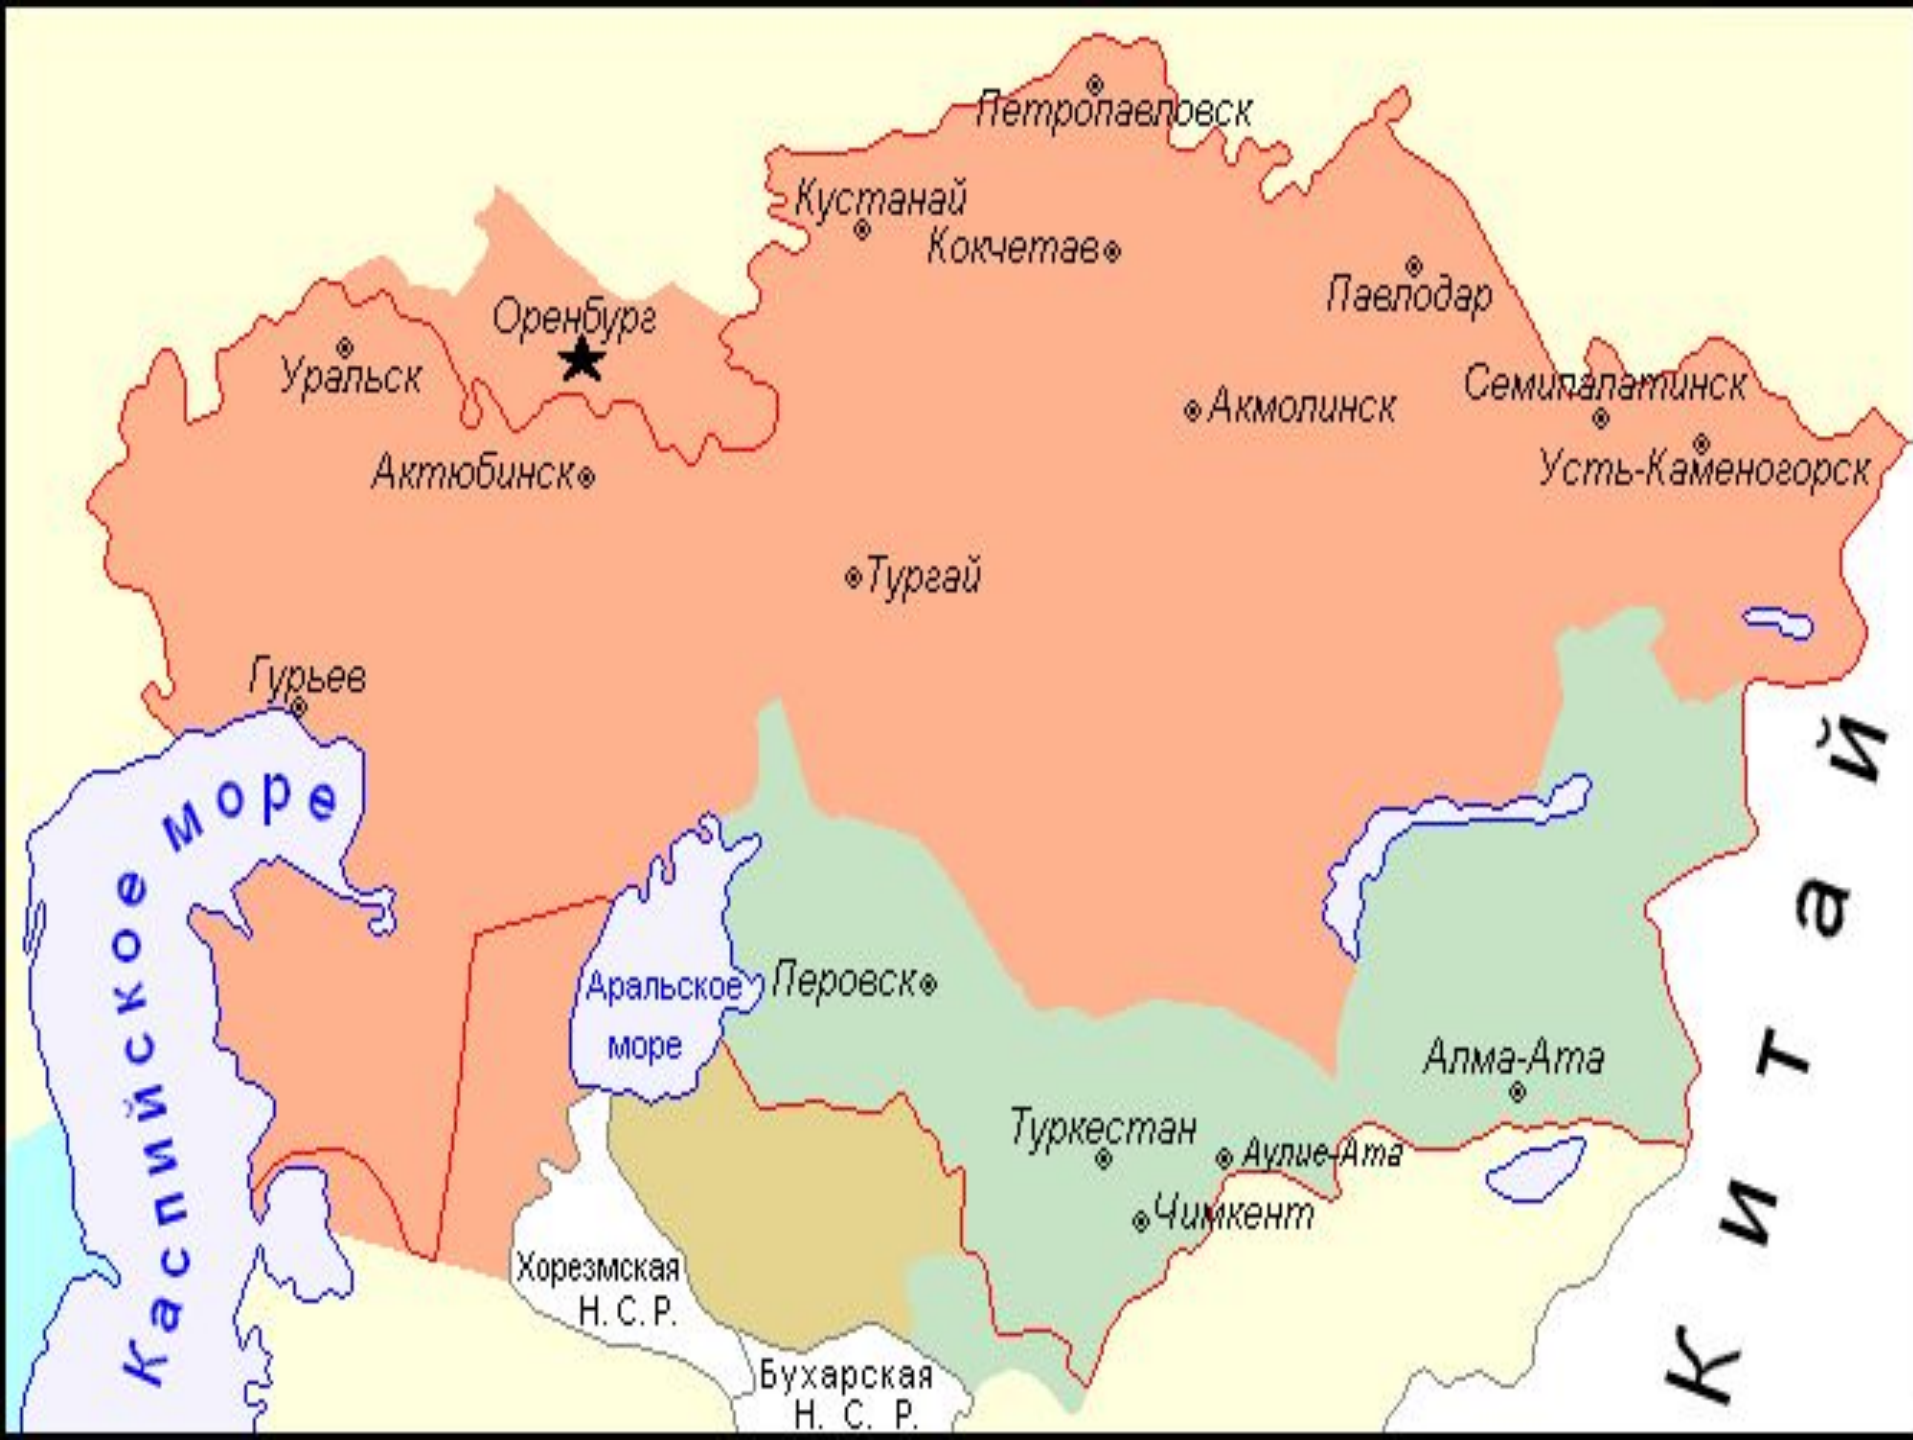 Петропавловск
Кустанай
Кокчетав
Павлодар
Оренбург
Уральск
Семипалатинск
Акмолинск
Усть-Каменогорск
Актюбинск
Тургай
Гурьев
Каспийское море
Аральское
море
Перовск
Алма-Ата
Туркестан
Аулие-Ата
Чимкент
Хорезмская
Н. С. Р.
Бухарская
Н. С. Р.
Китай